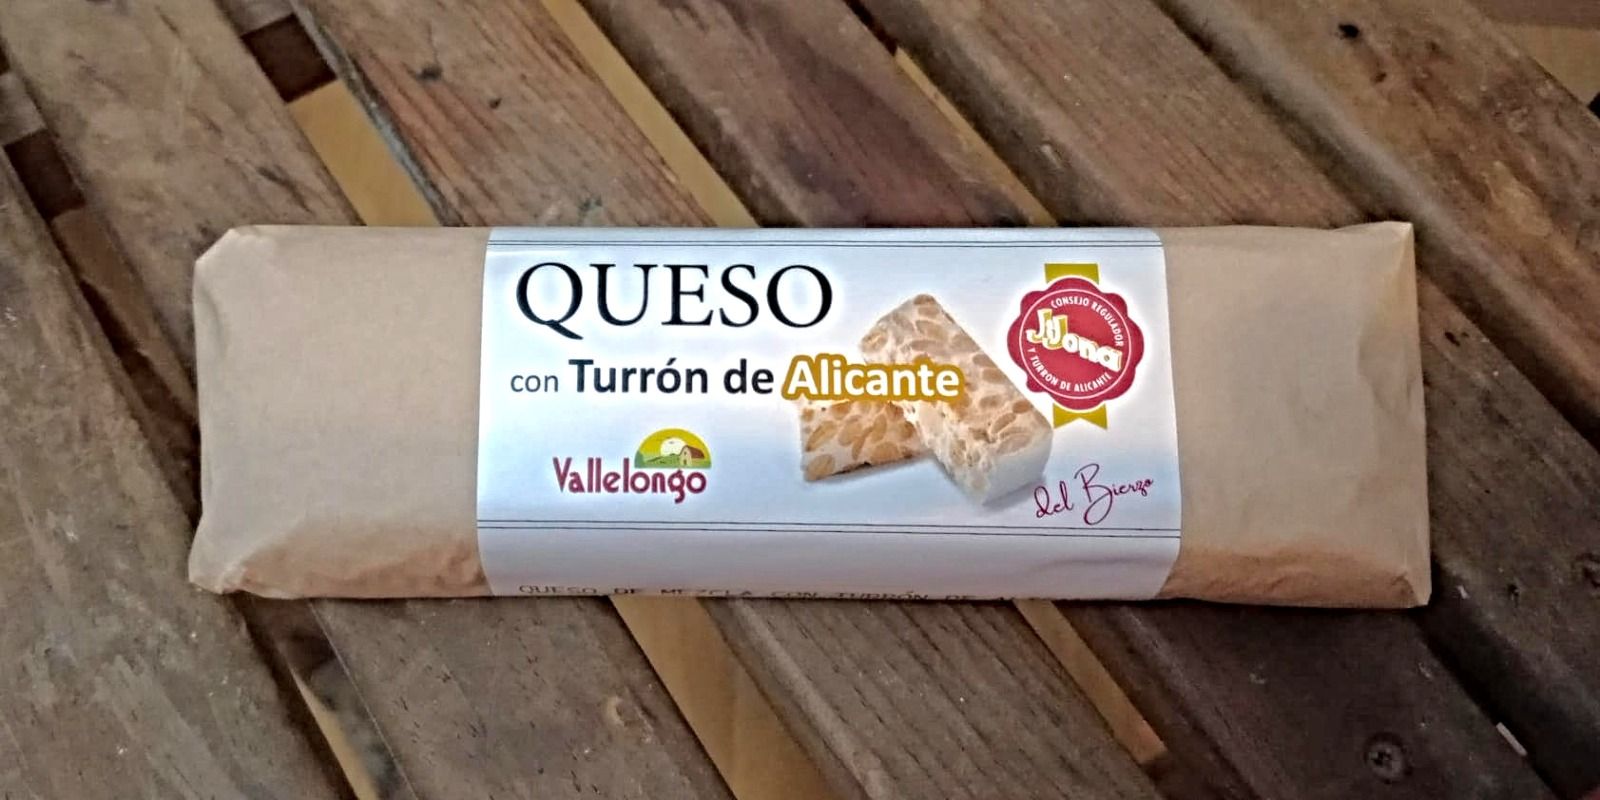 QUESO
con Turrón de Alicante
CONSEJO REGULADOR
Jijona
Y TURRON DE ALICANTE
Vallelongo
del Bierzo
QUESO DE MEZCLA CON TURRÓN DE